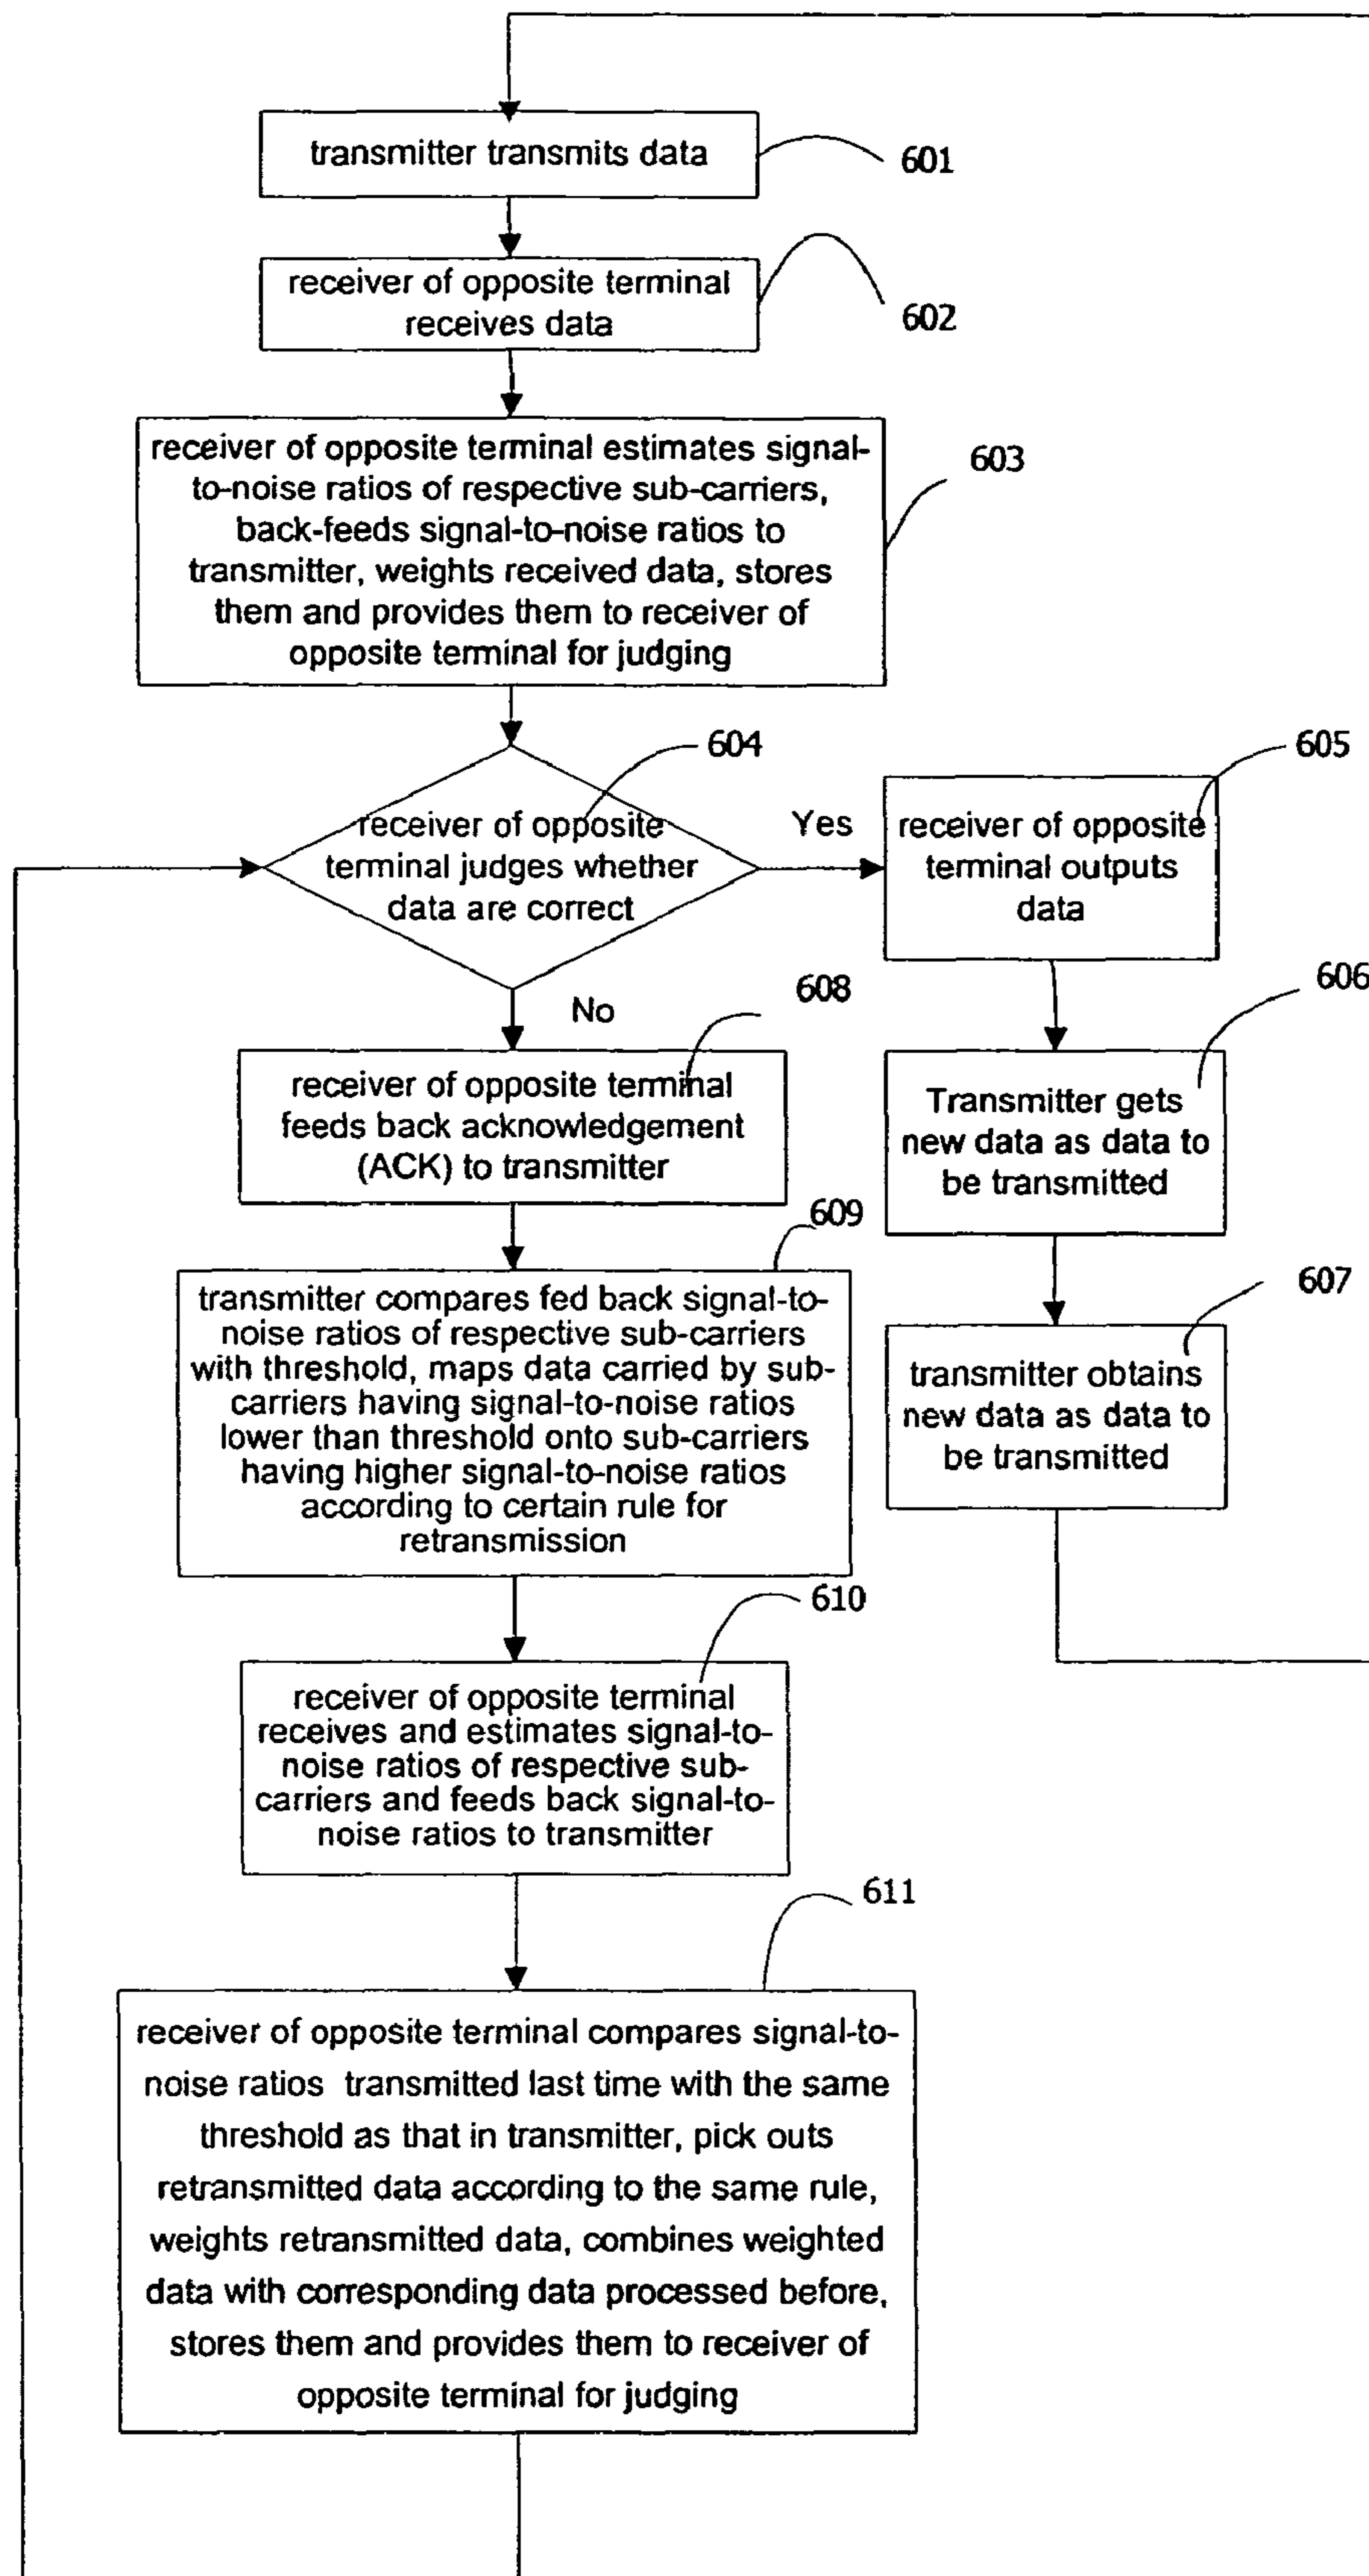 transmitter transmits data
601
receiver of opposite terminal
receives data
602
receiver of opposite terminal estimates signal-
to-noise ratios of respective sub-carriers,
back-feeds signal-to-noise ratios to
transmitter, weights received data, stores
them and provides them to receiver of
opposite terminal for judging
603
604
receiver of opposite
terminal judges whether
data are correct
Yes
605
receiver of opposite
terminal outputs
data
No
606
Transmitter gets
new data as data to
be transmitted
607
transmitter obtains
new data as data to
be transmitted
608
receiver of opposite terminal
feeds back acknowledgement
(ACK) to transmitter
609
transmitter compares fed back signal-to-
noise ratios of respective sub-carriers
with threshold, maps data carried by sub-
carriers having signal-to-noise ratios
lower than threshold onto sub-carriers
having higher signal-to-noise ratios
according to certain rule for
retransmission
610
receiver of opposite terminal
receives and estimates signal-to-
noise ratios of respective sub-
carriers and feeds back signal-to-
noise ratios to transmitter
611
receiver of opposite terminal compares signal-to-
noise ratios transmitted last time with the same
threshold as that in transmitter, pick outs
retransmitted data according to the same rule,
weights retransmitted data, combines weighted
data with corresponding data processed before,
stores them and provides them to receiver of
opposite terminal for judging